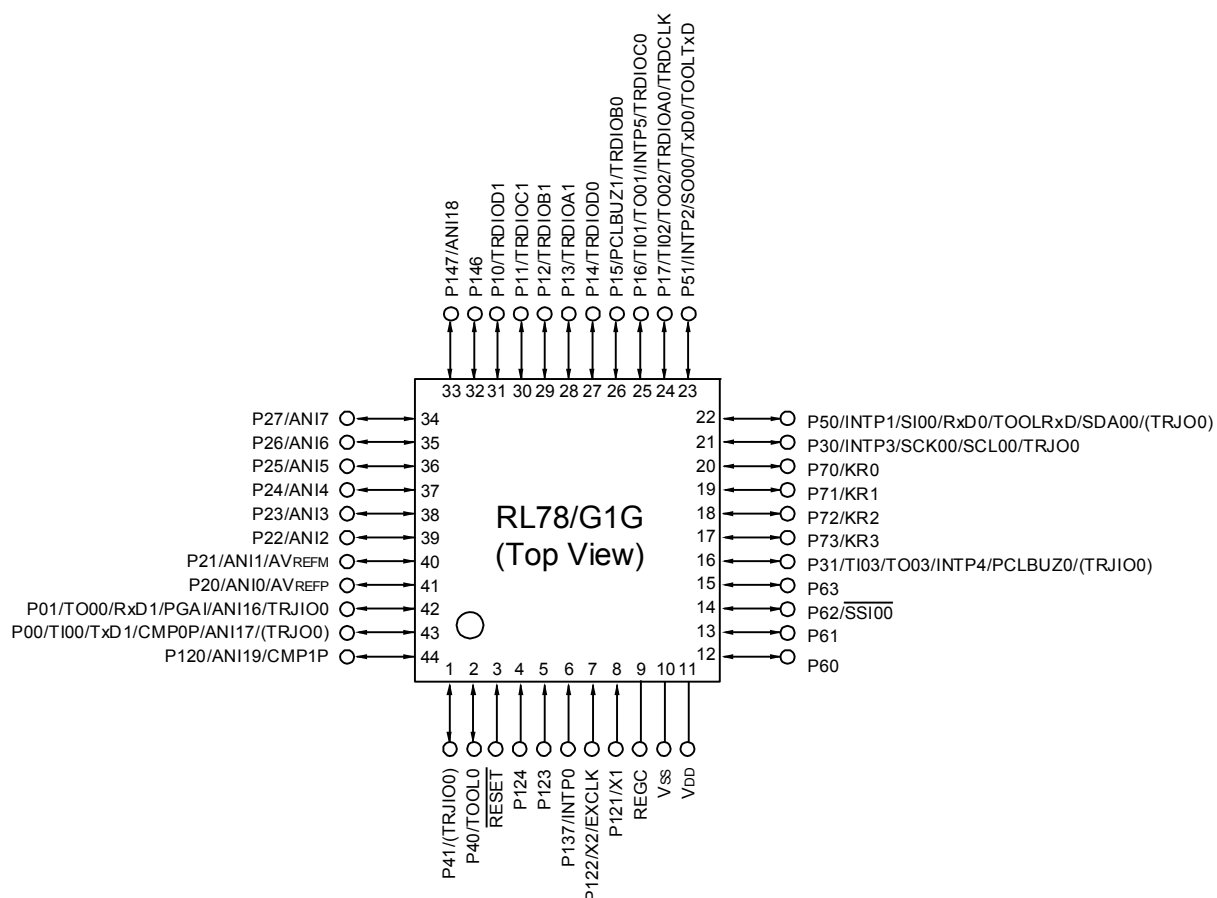 P147/ANI18
P146
P10/TRDIOD1
P11/TRDIOC1
P12/TRDIOB1
P13/TRDIOA1
P14/TRDIOD0
P15/PCLBUZ1/TRDIOB0
P16/TI01/TO01/INTP5/TRDIOC0
P17/TI02/TO02/TRDIOA0/TRDCLK
P51/INTP2/SO00/TxD0/TOOLTxD
33 32 31 30 29 28 27 26 25 24 23
P27/ANI7 34
P26/ANI6 35
P25/ANI5 36
P24/ANI4 37
P23/ANI3 38
P22/ANI2 39
P21/ANI1/AVREFM 40
P20/ANI0/AVREFP 41
P01/TO00/RxD1/PGAI/ANI16/TRJIO0 42
P00/TI00/TxD1/CMP0P/ANI17/(TRJO0) 43
P120/ANI19/CMP1P 44
RL78/G1G
(Top View)
22 P50/INTP1/SI00/RxD0/TOOLRxD/SDA00/(TRJO0)
21 P30/INTP3/SCK00/SCL00/TRJO0
20 P70/KR0
19 P71/KR1
18 P72/KR2
17 P73/KR3
16 P31/TI03/TO03/INTP4/PCLBUZ0/(TRJIO0)
15 P63
14 P62/SSI00
13 P61
12 P60
1 2 3 4 5 6 7 8 9 10 11
P41/(TRJIO0)
P40/TOOL0
RESET
P124
P123
P137/INTP0
P122/X2/EXCLK
P121/X1
REGC
VSS
VDD